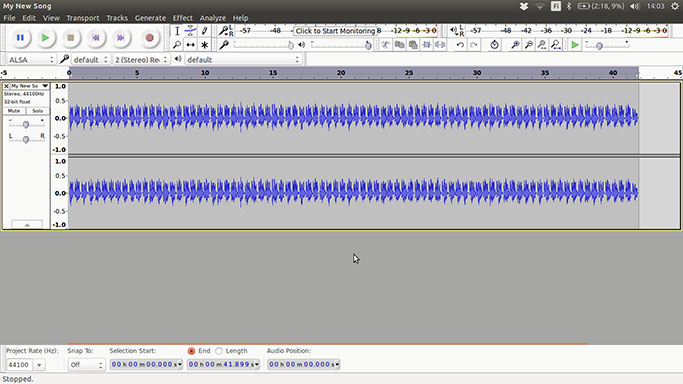 My New Song
Fi (2:18, 9%) 14:03
File Edit View Transport Tracks Generate Effect Analyze Help
L R -57 -48 Click to Start Monitoring 8 -12 -9 -6 -3 0 L R -57 -48 -36 -24 -12 -9 -6 -3 0
ALSA default 2 (Stereo) Rec default
-5 0 5 10 15 20 25 30 35 40 45
My New So
Stereo, 44100Hz
32-bit float
Mute Solo
- +
L R
1.0
0.5
0.0
-0.5
-1.0
1.0
0.5
0.0
-0.5
-1.0
Project Rate (Hz): Snap To: Selection Start: End Length Audio Position:
44100 Off 00 h 00 m 00.000 s 00 h 00 m 41.899 s 00 h 00 m 00.000 s
Stopped.